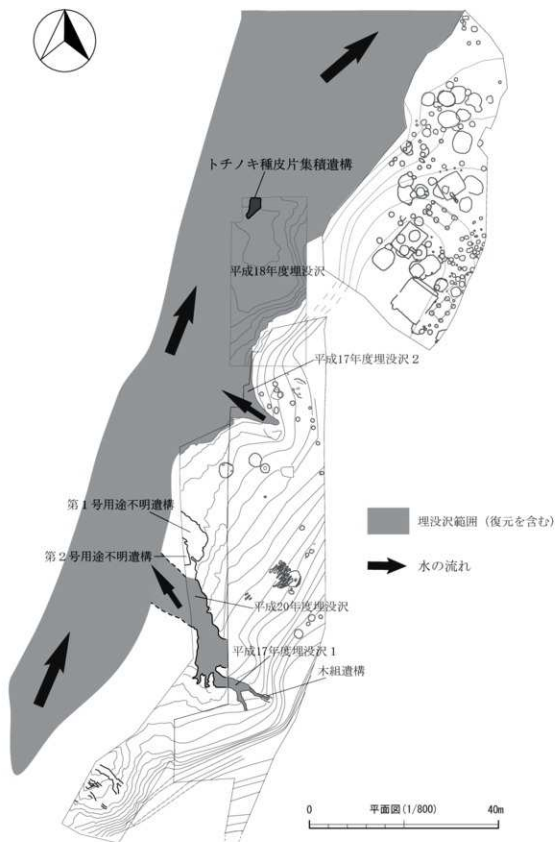 トチノキ種皮片集積遺構
平成18年度埋没沢
平成17年度埋没沢2
第1号用途不明遺構
第2号用途不明遺構
平成20年度埋没沢
平成17年度埋没沢1
木組遺構
埋没沢範囲(復元を含む)
水の流れ
0 平面図(1/800) 40m